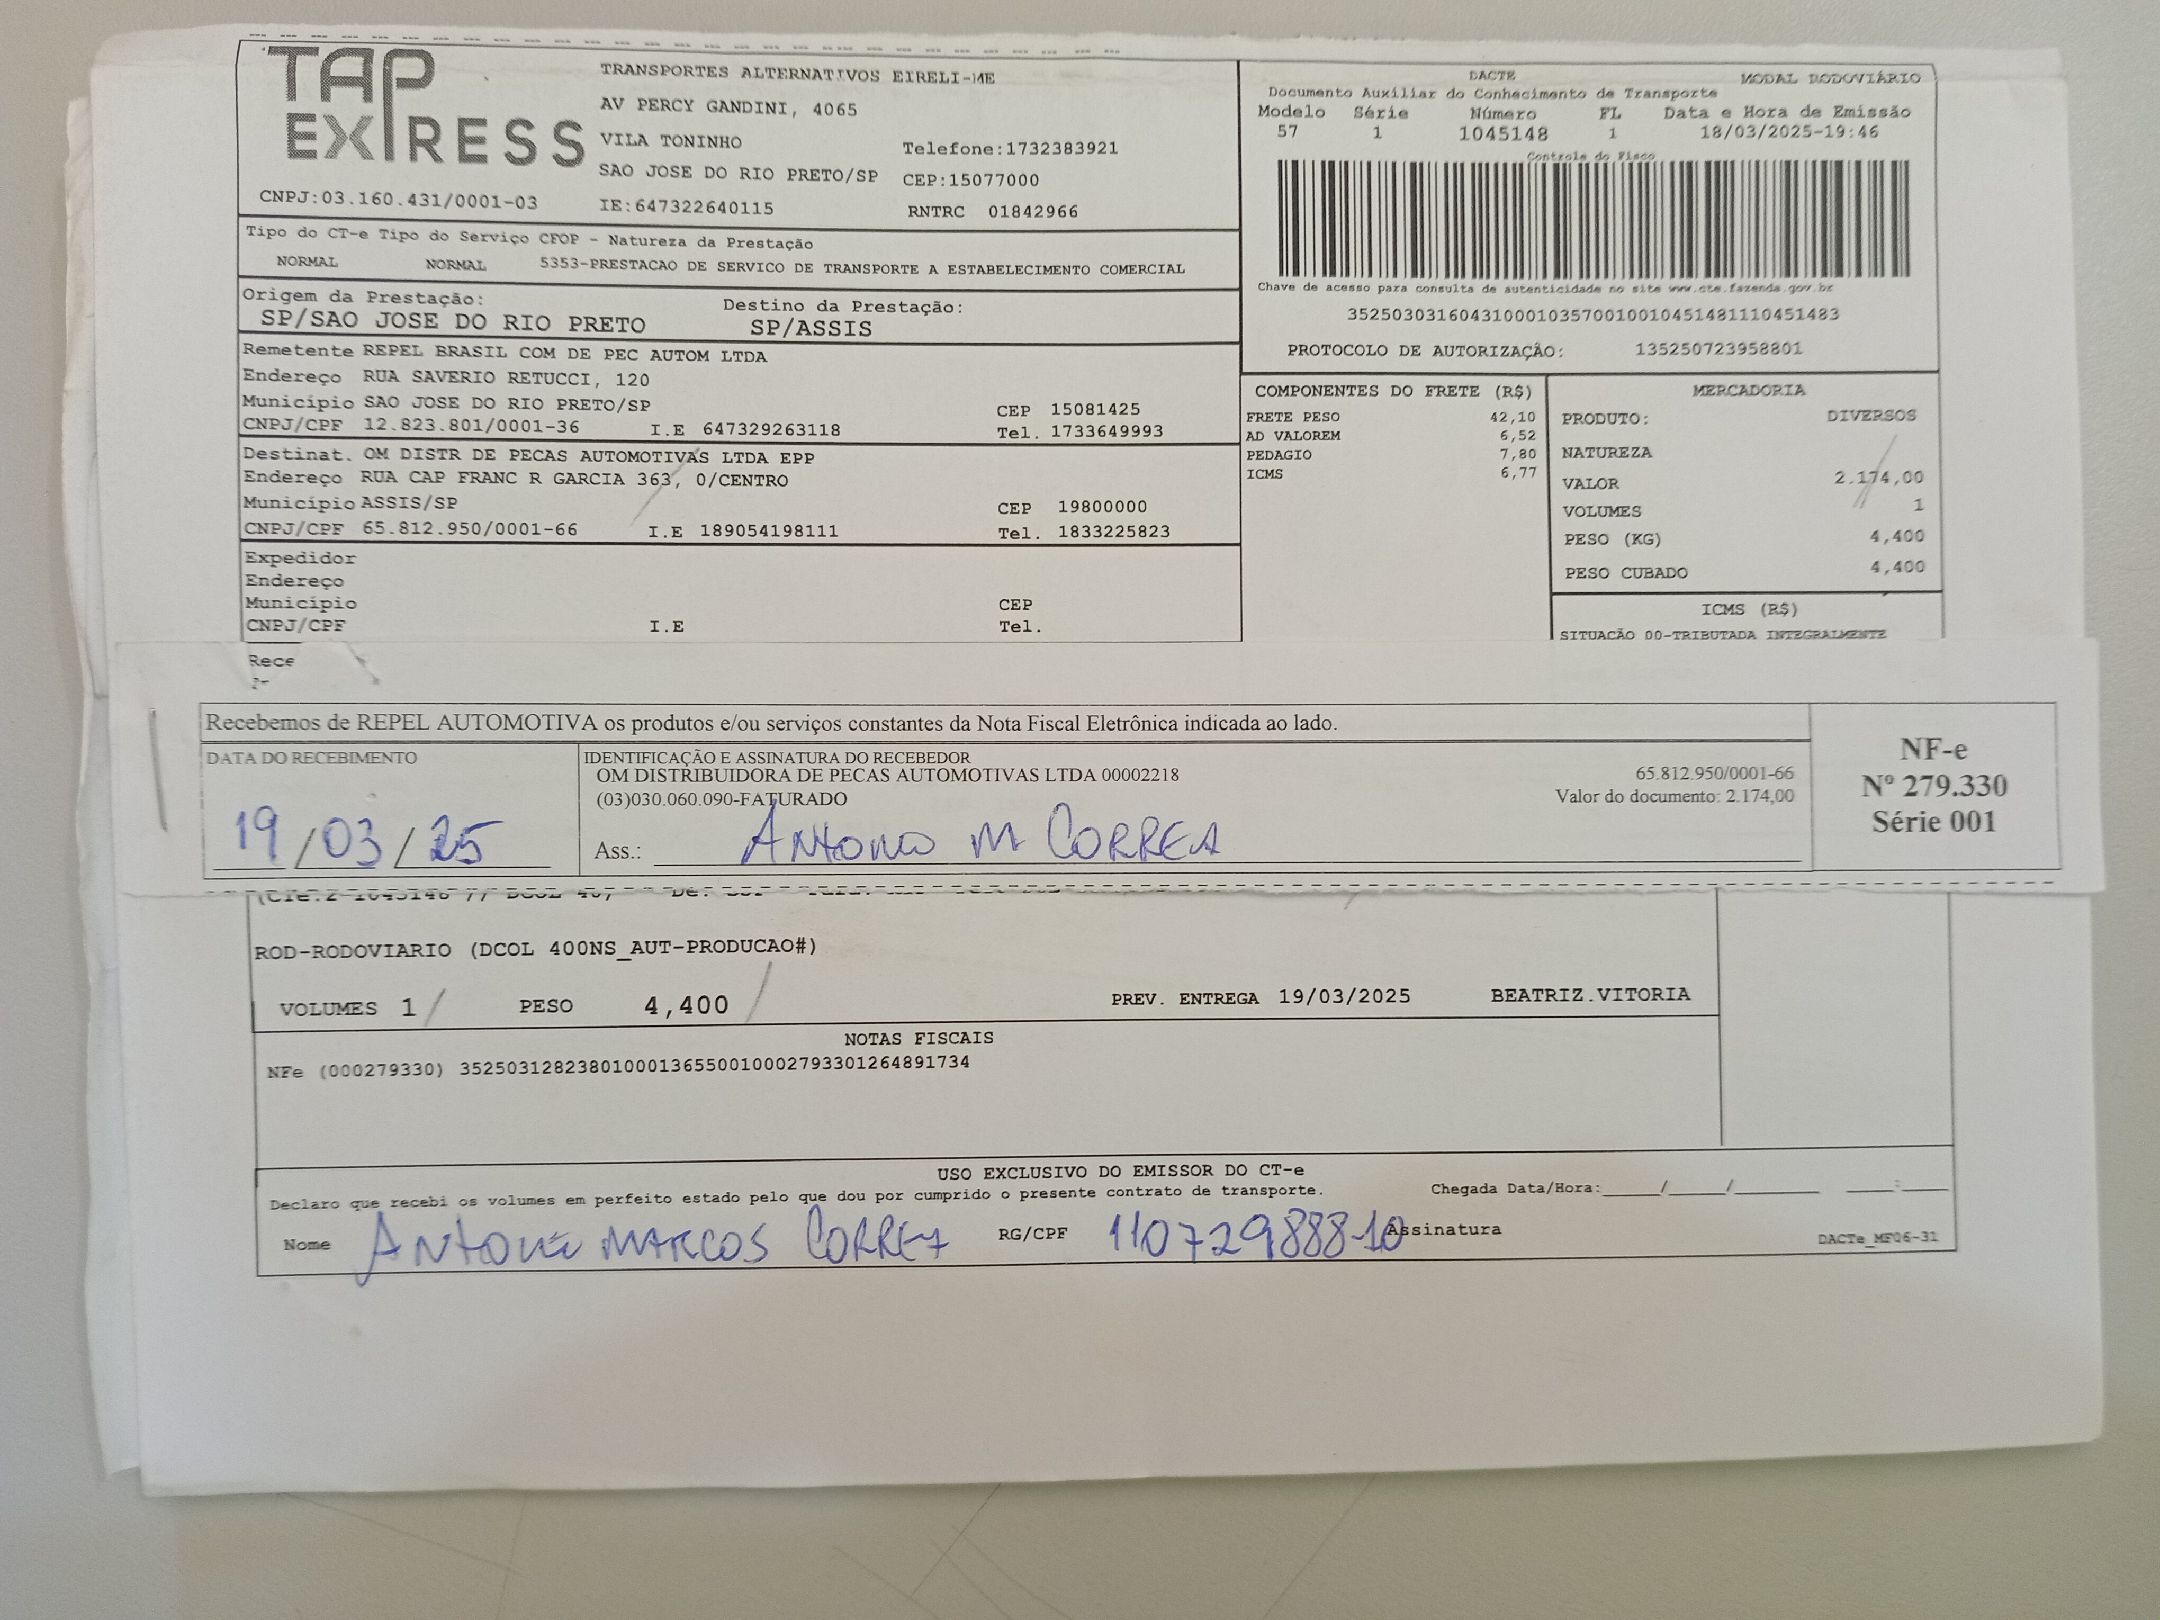 TAP
EXPRESS
TRANSPORTES ALTERNATIVOS EIRELI-ME
AV PERCY GANDINI, 4065
VILA TONINHO
Telefone:1732383921
SAO JOSE DO RIO PRETO/SP CEP:15077000
CNPJ:03.160.431/0001-03 IE:647322640115 RNTRC 01842966
DACTE MODAL RODOVIÁRIO
Documento Auxiliar do Conhecimento de Transporte
Modelo Série Número FL Data e Hora de Emissão
57 1 1045148 1 18/03/2025-19:46
Controle do Fisco
Chave de acesso para consulta de autenticidade no site www.cte.fazenda.gov.br
35250303160431000103570010010451481110451483
PROTOCOLO DE AUTORIZAÇÃO: 135250723958801
Tipo do CT-e Tipo do Serviço CFOP - Natureza da Prestação
NORMAL NORMAL 5353-PRESTACAO DE SERVICO DE TRANSPORTE A ESTABELECIMENTO COMERCIAL
Origem da Prestação: Destino da Prestação:
SP/SAO JOSE DO RIO PRETO SP/ASSIS
Remetente REPEL BRASIL COM DE PEC AUTOM LTDA
Endereço RUA SAVERIO RETUCCI, 120
Município SAO JOSE DO RIO PRETO/SP CEP 15081425
CNPJ/CPF 12.823.801/0001-36 I.E 647329263118 Tel. 1733649993
Destinat. OM DISTR DE PECAS AUTOMOTIVAS LTDA EPP
Endereço RUA CAP FRANC R GARCIA 363, 0/CENTRO
Município ASSIS/SP CEP 19800000
CNPJ/CPF 65.812.950/0001-66 I.E 189054198111 Tel. 1833225823
Expedidor
Endereço
Município CEP
CNPJ/CPF I.E Tel.
COMPONENTES DO FRETE (R$)
FRETE PESO 42,10
AD VALOREM 6,52
PEDAGIO 7,80
ICMS 6,77
MERCADORIA
PRODUTO: DIVERSOS
NATUREZA
VALOR 2.174,00
VOLUMES 1
PESO (KG) 4,400
PESO CUBADO 4,400
ICMS (R$)
SITUACÃO 00-TRIBUTADA INTEGRALMENTE
Rece
Recebemos de REPEL AUTOMOTIVA os produtos e/ou serviços constantes da Nota Fiscal Eletrônica indicada ao lado.
DATA DO RECEBIMENTO
19/03/25
IDENTIFICAÇÃO E ASSINATURA DO RECEBEDOR
OM DISTRIBUIDORA DE PECAS AUTOMOTIVAS LTDA 00002218 65.812.950/0001-66
(03)030.060.090-FATURADO Valor do documento: 2.174,00
Ass.: ANTONIO M CORREA
NF-e
Nº 279.330
Série 001
ROD-RODOVIARIO (DCOL 400NS_AUT-PRODUCAO#)
VOLUMES 1 PESO 4,400 PREV. ENTREGA 19/03/2025 BEATRIZ.VITORIA
NOTAS FISCAIS
NFe (000279330) 35250312823801000136550010002793301264891734
USO EXCLUSIVO DO EMISSOR DO CT-e
Declaro que recebi os volumes em perfeito estado pelo que dou por cumprido o presente contrato de transporte. Chegada Data/Hora:____/____/______ ___:___
Nome ANTONIO MARCOS CORREA RG/CPF 110729888-10 Assinatura
DACTe_MF06-31